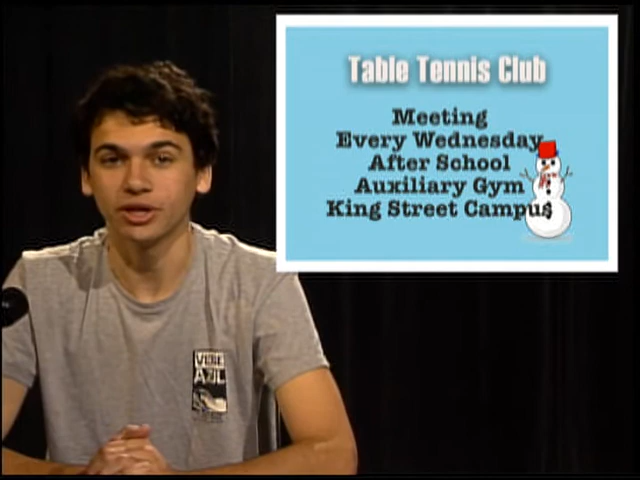 Table Tennis Club
Meeting
Every Wednesday
After School
Auxiliary Gym
King Street Campus